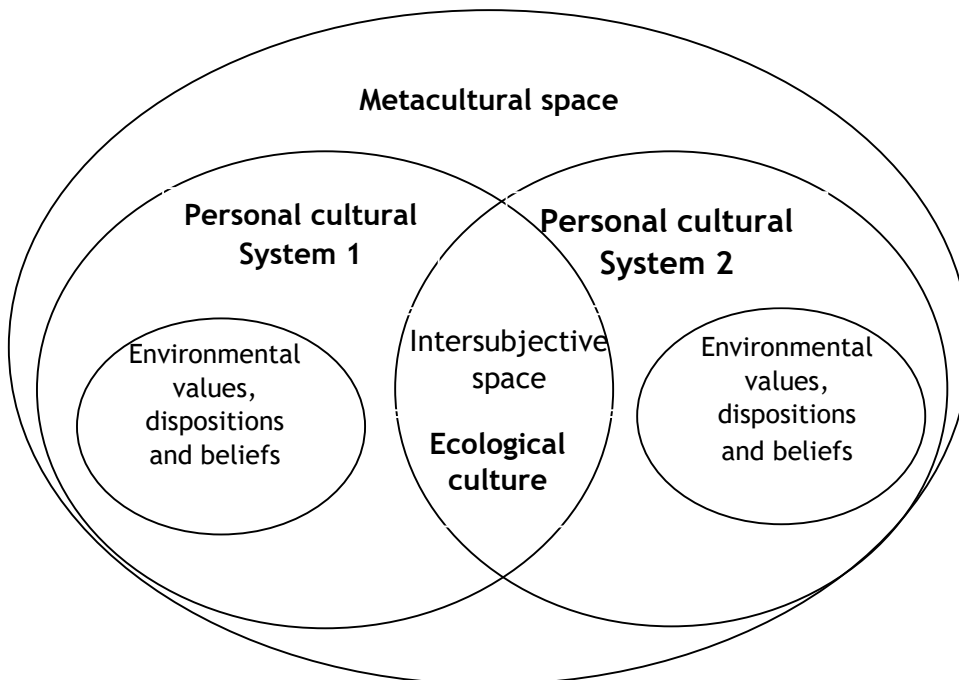 Metacultural space
Personal cultural
System 1
Personal cultural
System 2
Environmental
values,
dispositions
and beliefs
Intersubjective
space
Ecological
culture
Environmental
values,
dispositions
and beliefs